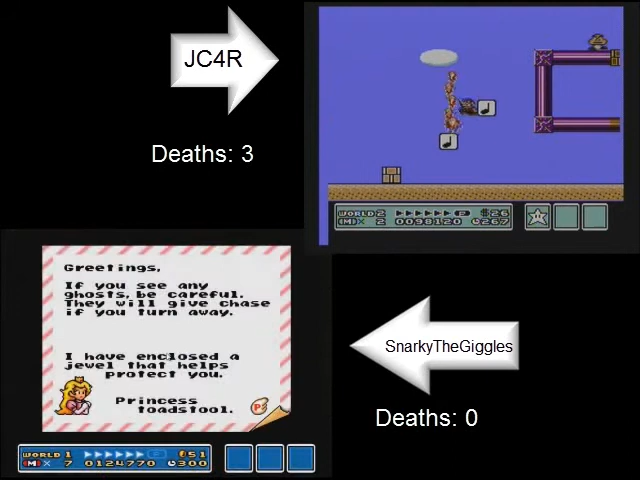 JC4R
Deaths: 3
WORLD 2 P $26
(M)× 2 0098120 267
Greetings,
If you see any
ghosts, be careful.
They will give chase
if you turn away.
I have enclosed a
jewel that helps
protect you.
Princess
Toadstool.
P
SnarkyTheGiggles
Deaths: 0
WORLD 1 P $51
(M)× 7 0124770 300